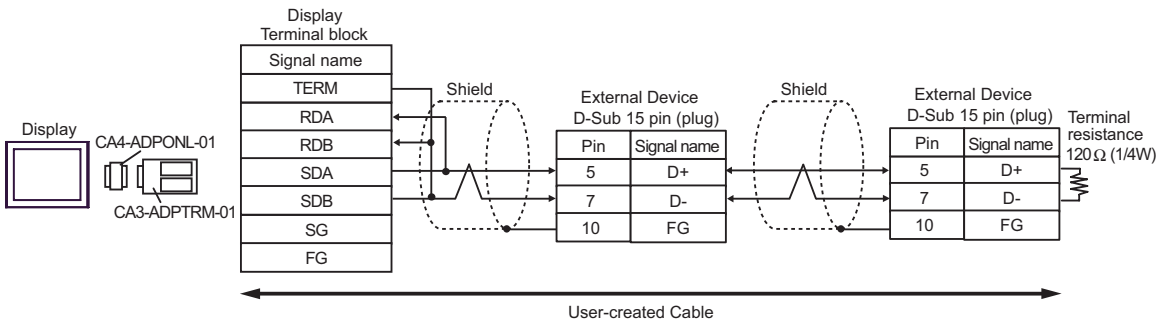 Display
CA4-ADPONL-01
CA3-ADPTRM-01
Display
Terminal block
Signal name
TERM
RDA
RDB
SDA
SDB
SG
FG
Shield
External Device
D-Sub 15 pin (plug)
Pin Signal name
5 D+
7 D-
10 FG
Shield
External Device
D-Sub 15 pin (plug)
Pin Signal name
5 D+
7 D-
10 FG
Terminal
resistance
120Ω (1/4W)
User-created Cable